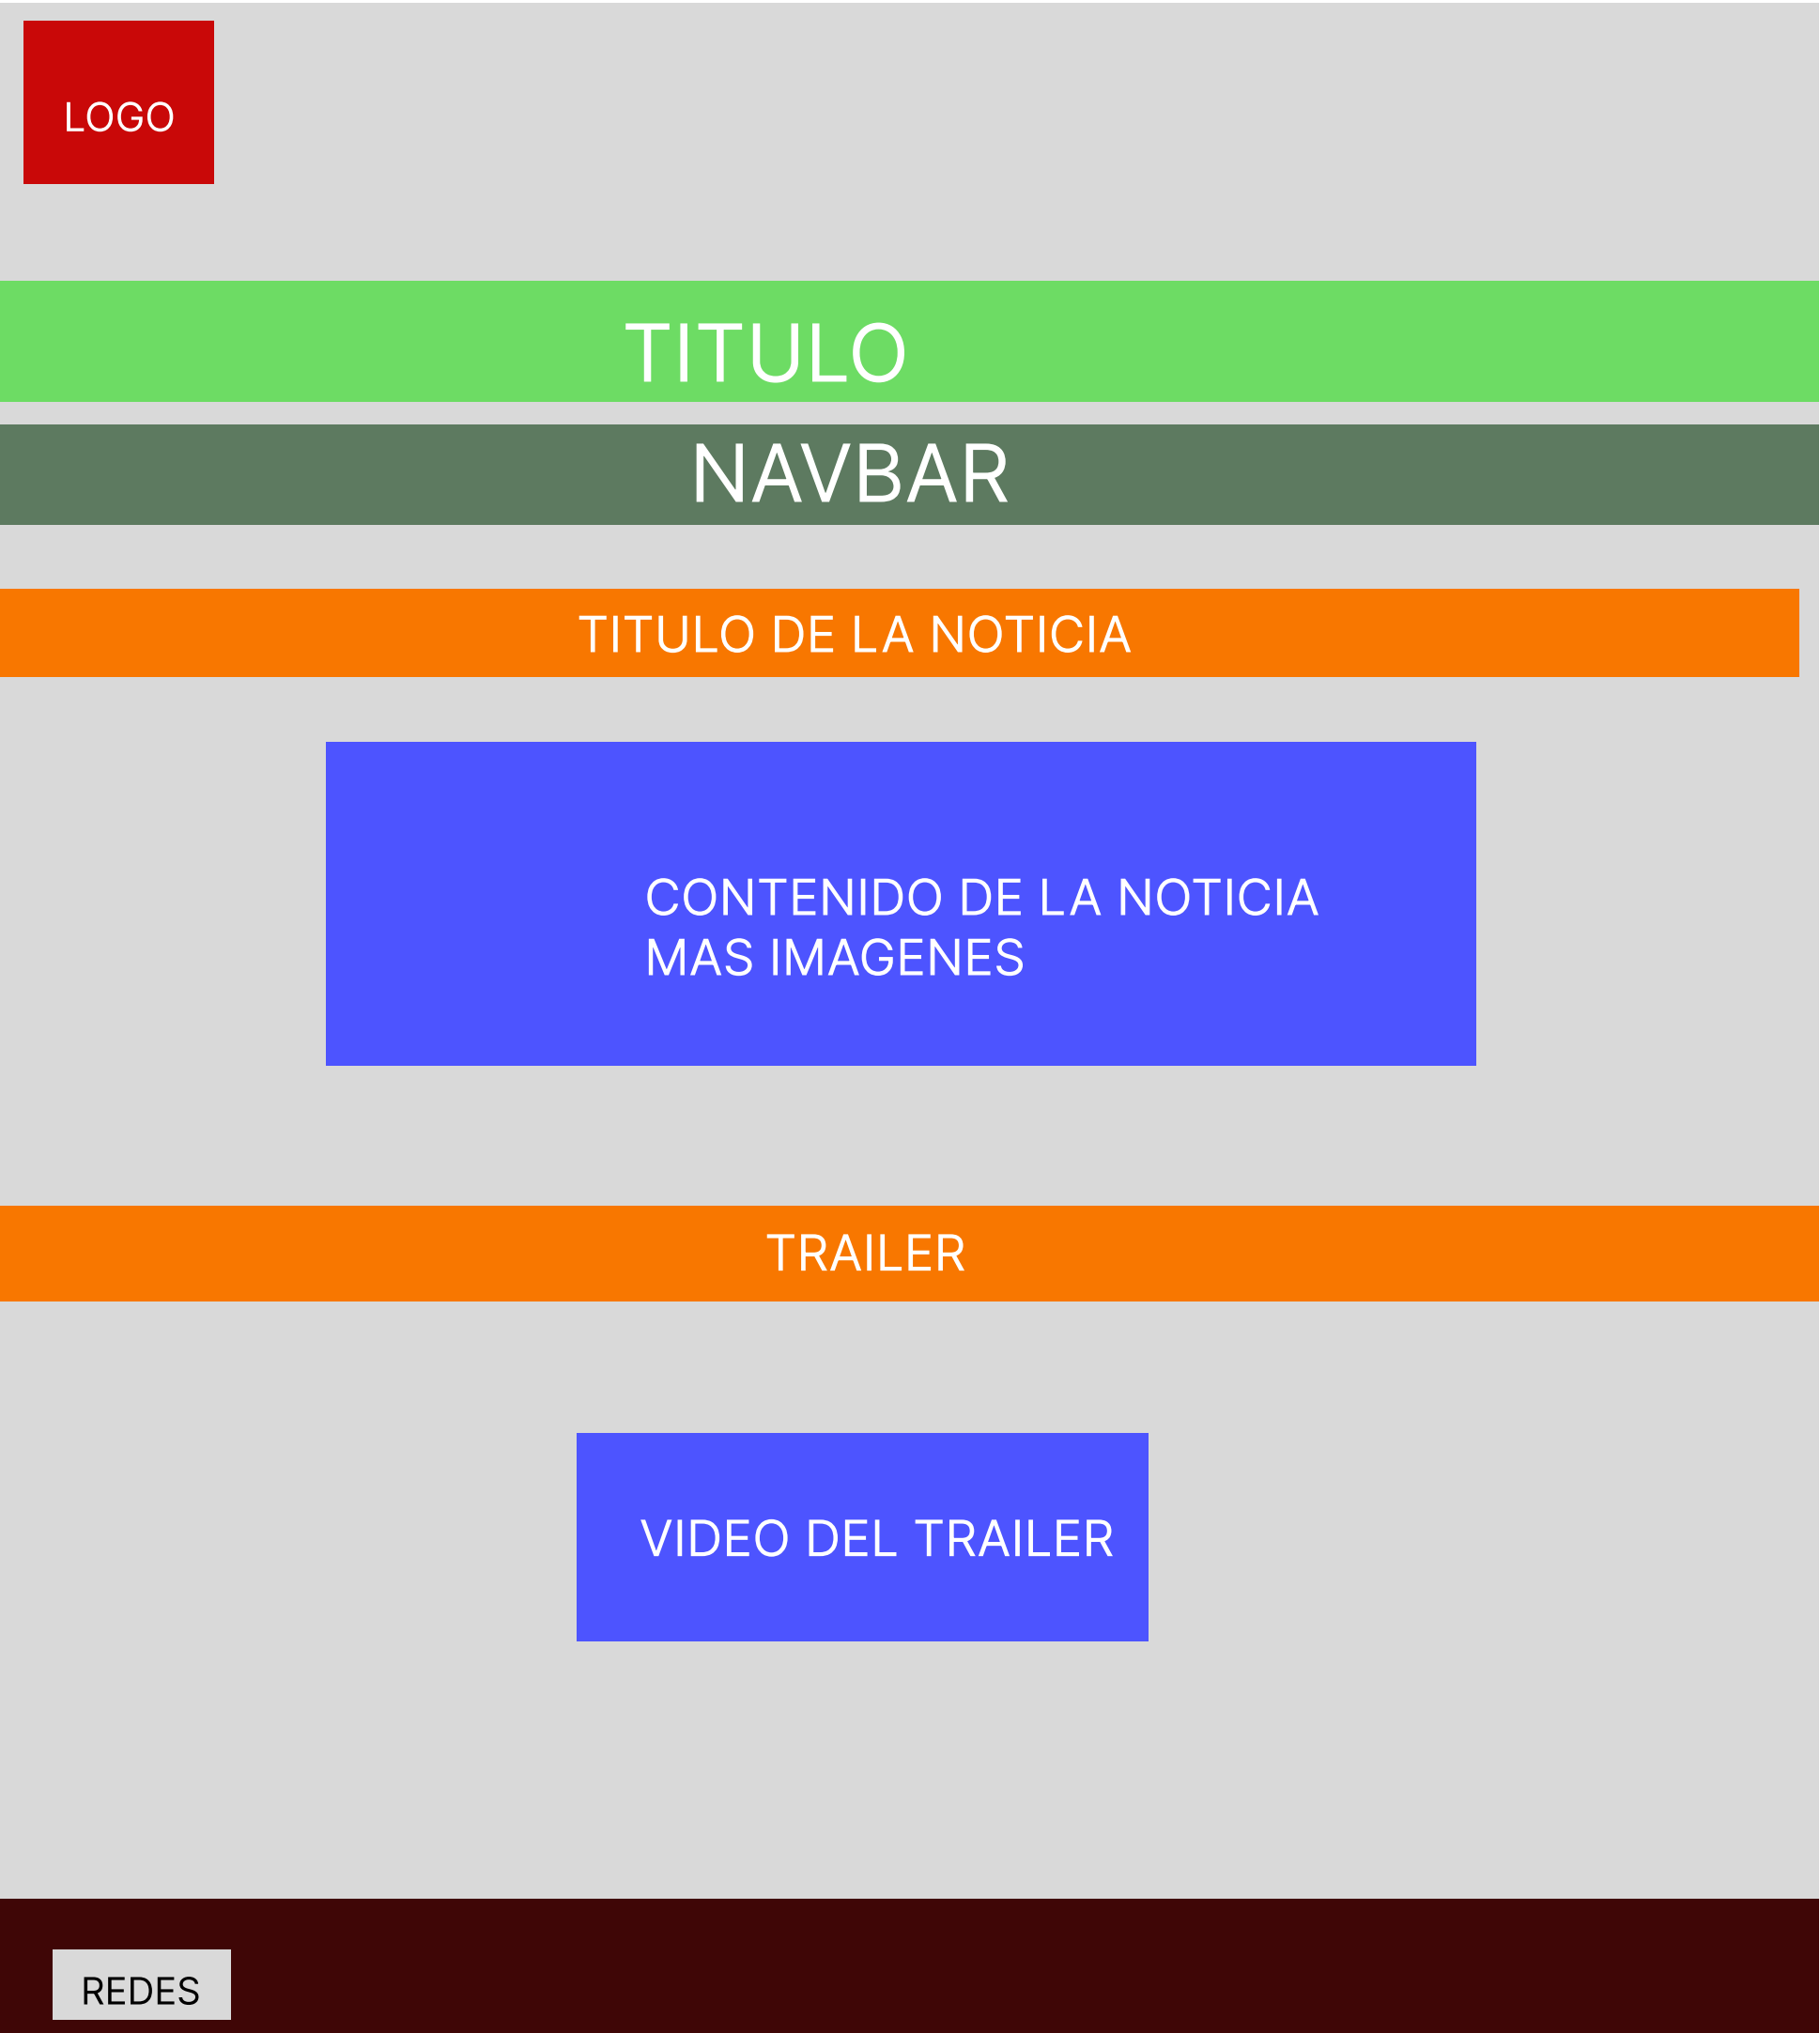 LOGO
TITULO
NAVBAR
TITULO DE LA NOTICIA
CONTENIDO DE LA NOTICIA
MAS IMAGENES
TRAILER
VIDEO DEL TRAILER
REDES